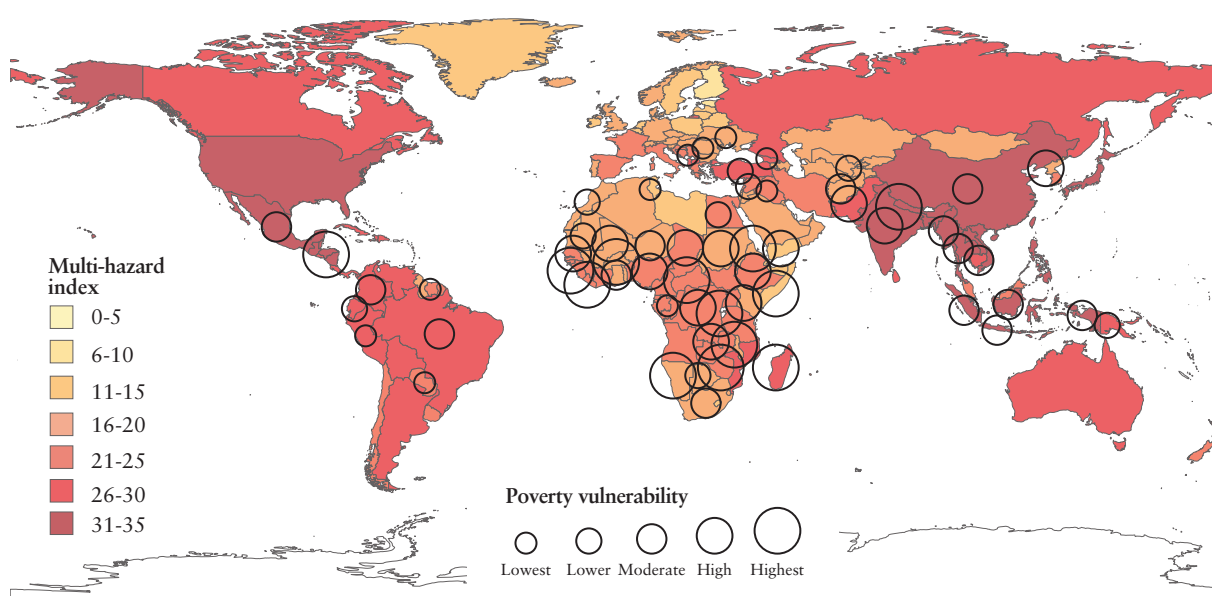 Multi-hazard
index
0-5
6-10
11-15
16-20
21-25
26-30
31-35
Poverty vulnerability
Lowest Lower Moderate High Highest